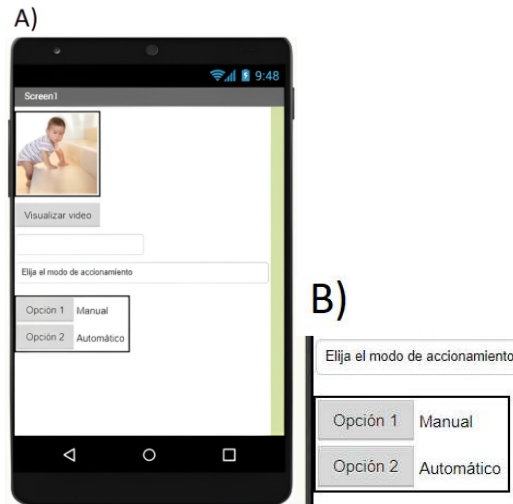 A)
9:48
Screen1
Visualizar video
Elija el modo de accionamiento
Opción 1 Manual
Opción 2 Automático
B)
Elija el modo de accionamiento
Opción 1 Manual
Opción 2 Automático